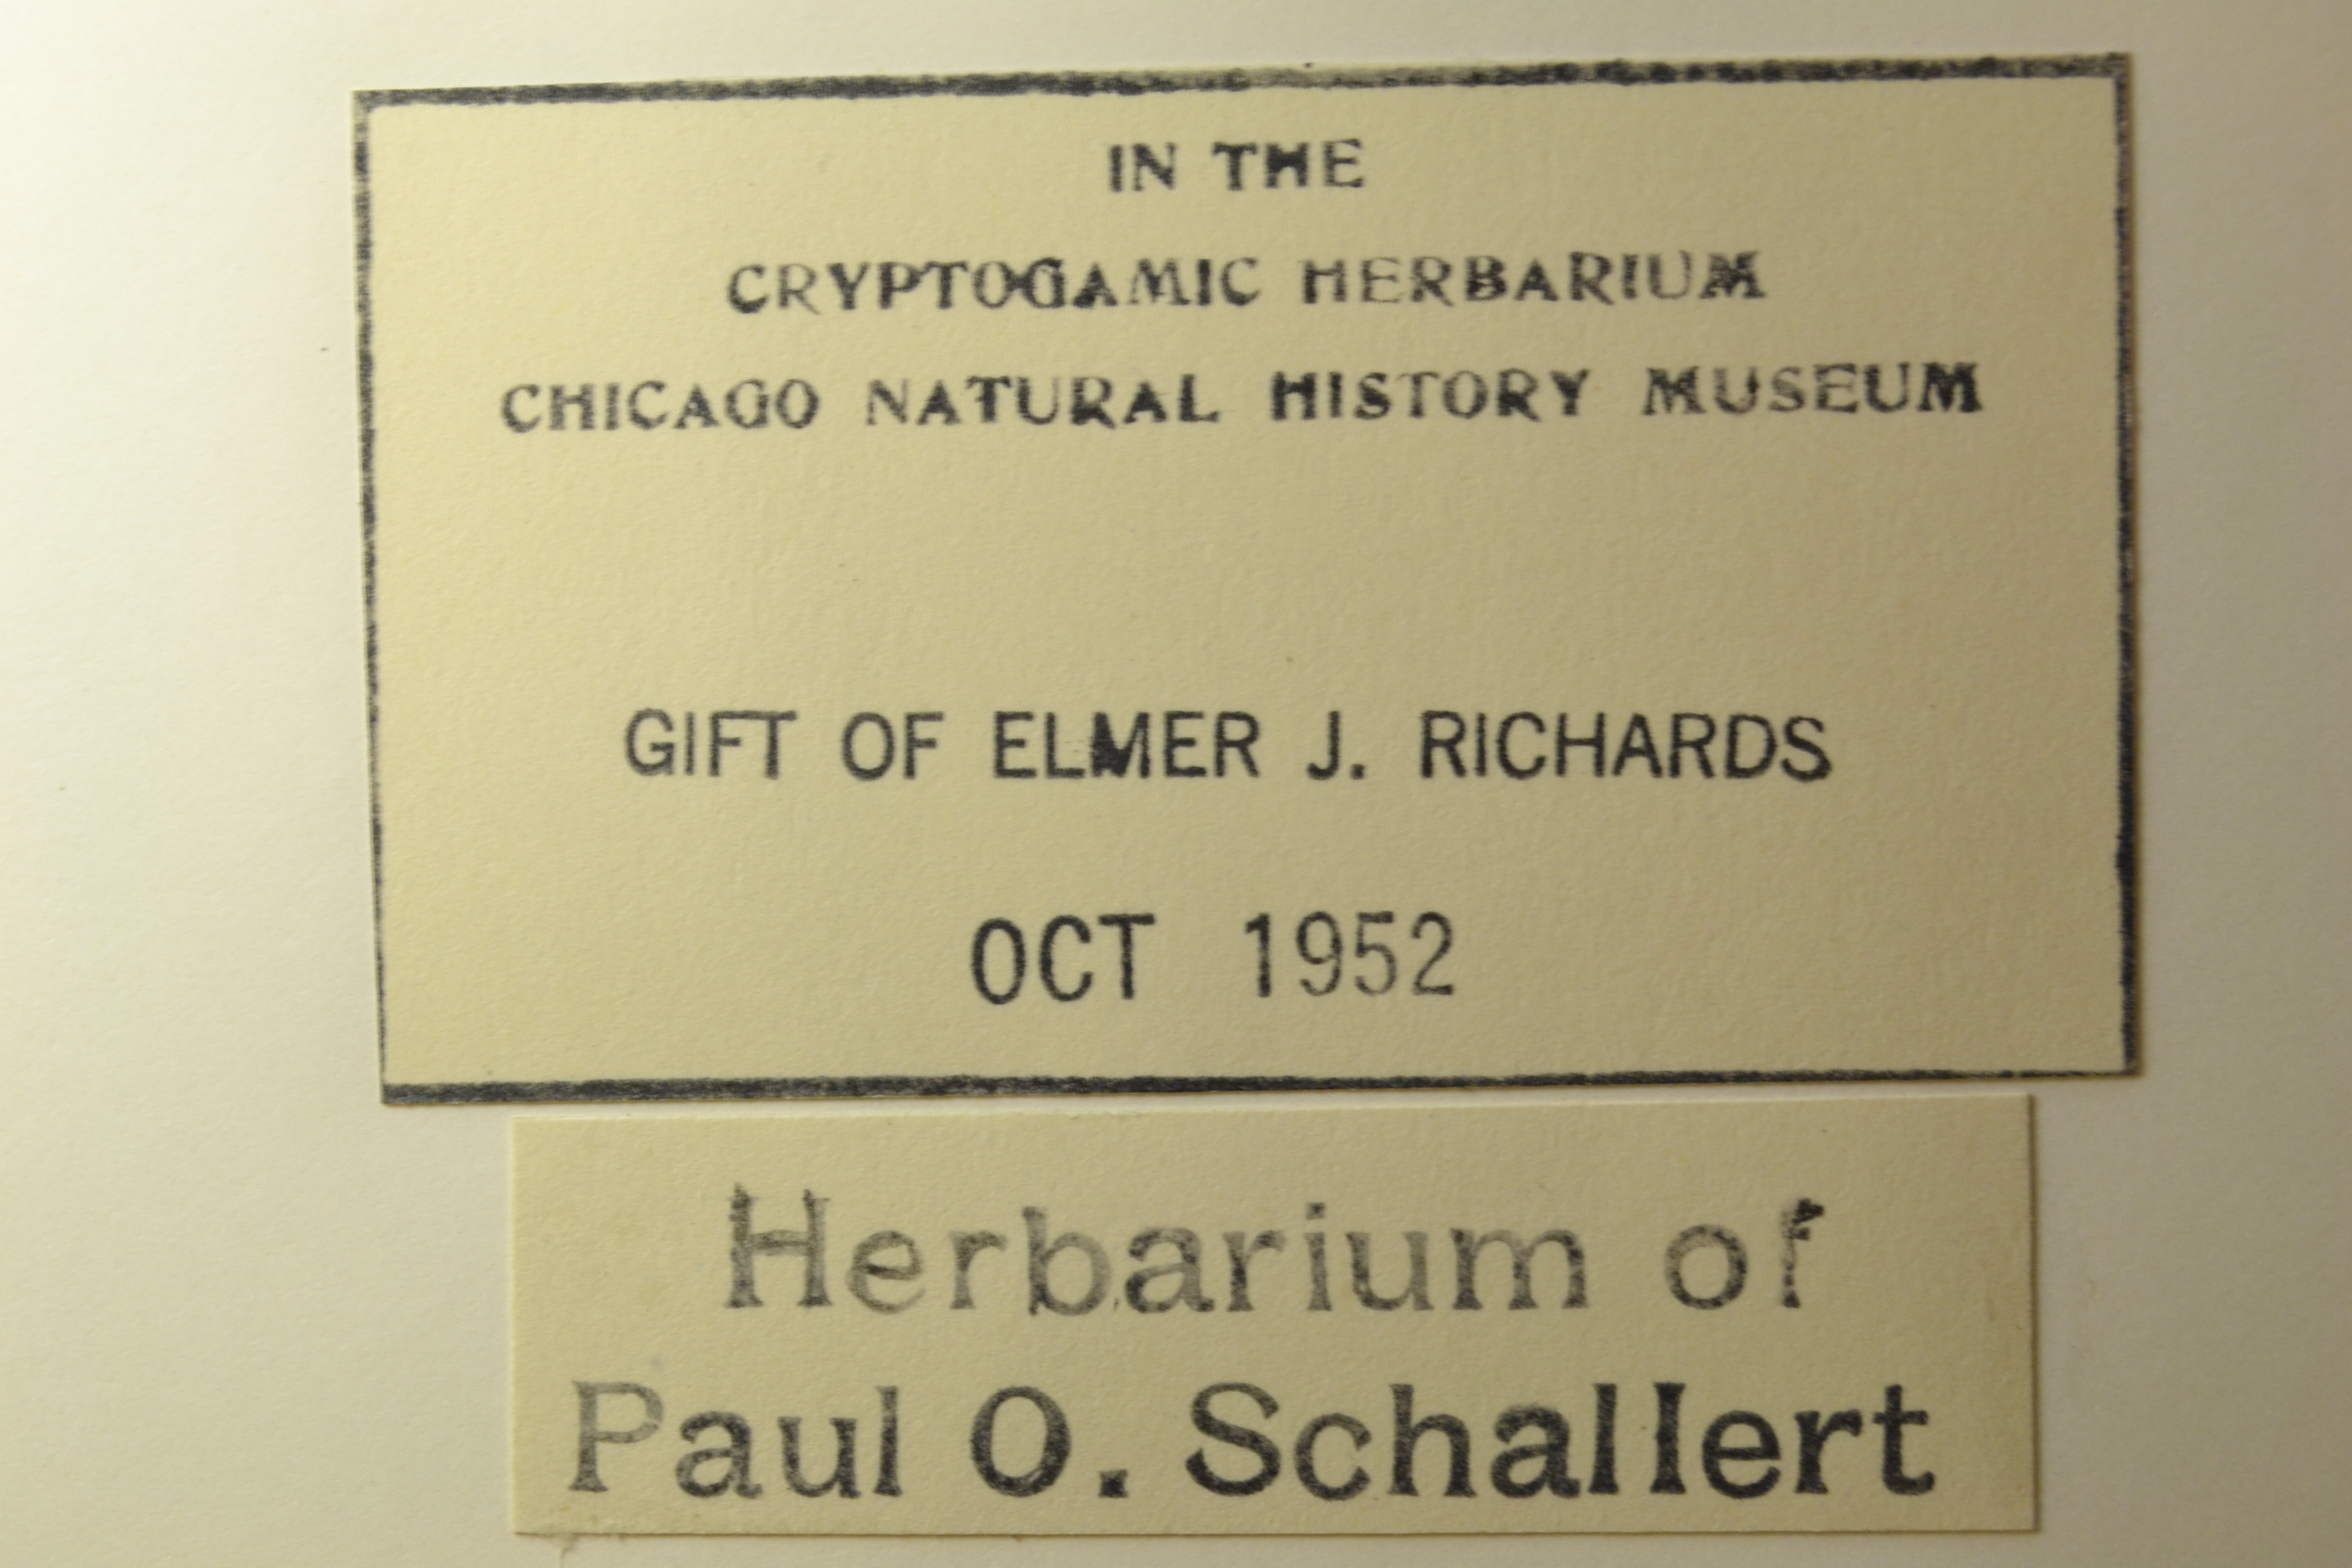 IN THE
CRYPTOGAMIC HERBARIUM
CHICAGO NATURAL HISTORY MUSEUM
GIFT OF ELMER J. RICHARDS
OCT 1952
Herbarium of
Paul O. Schallert